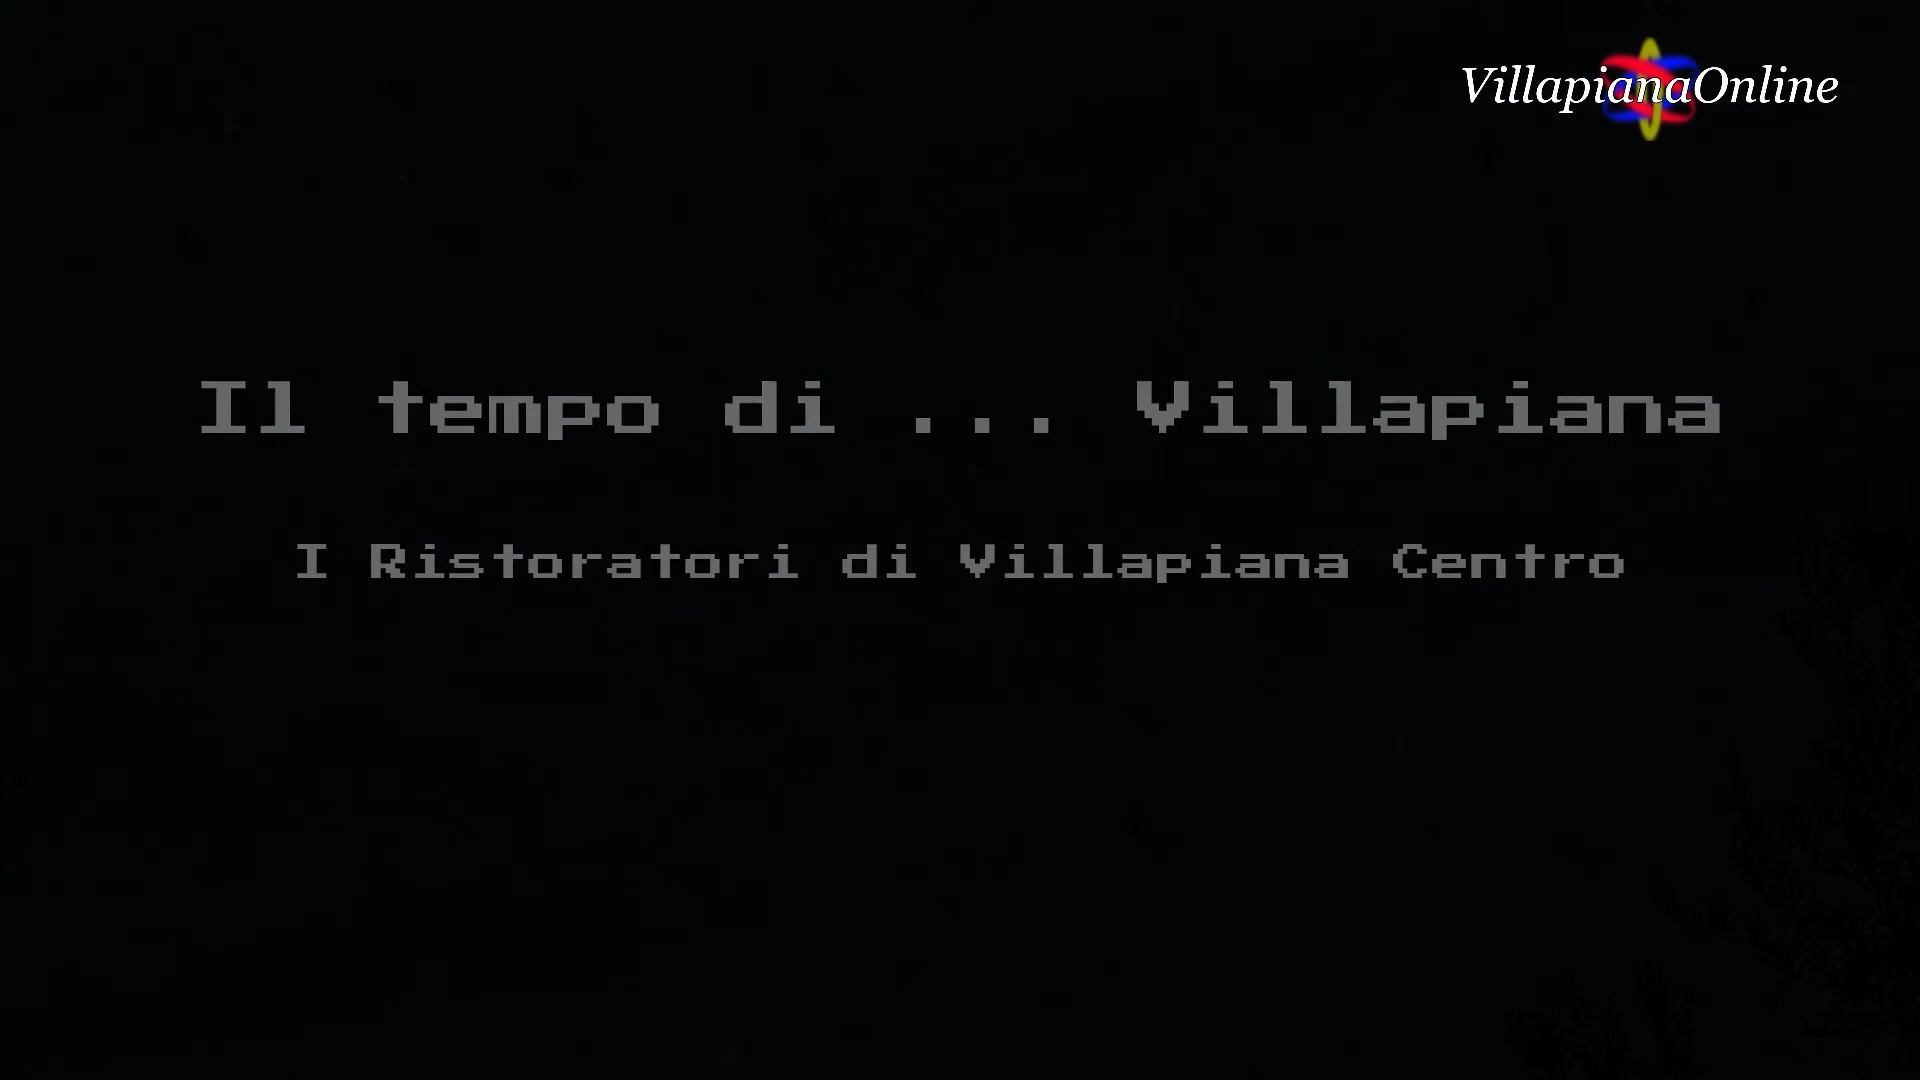 VillapianaOnline
Il tempo di ... Villapiana
I Ristoratori di Villapiana Centro